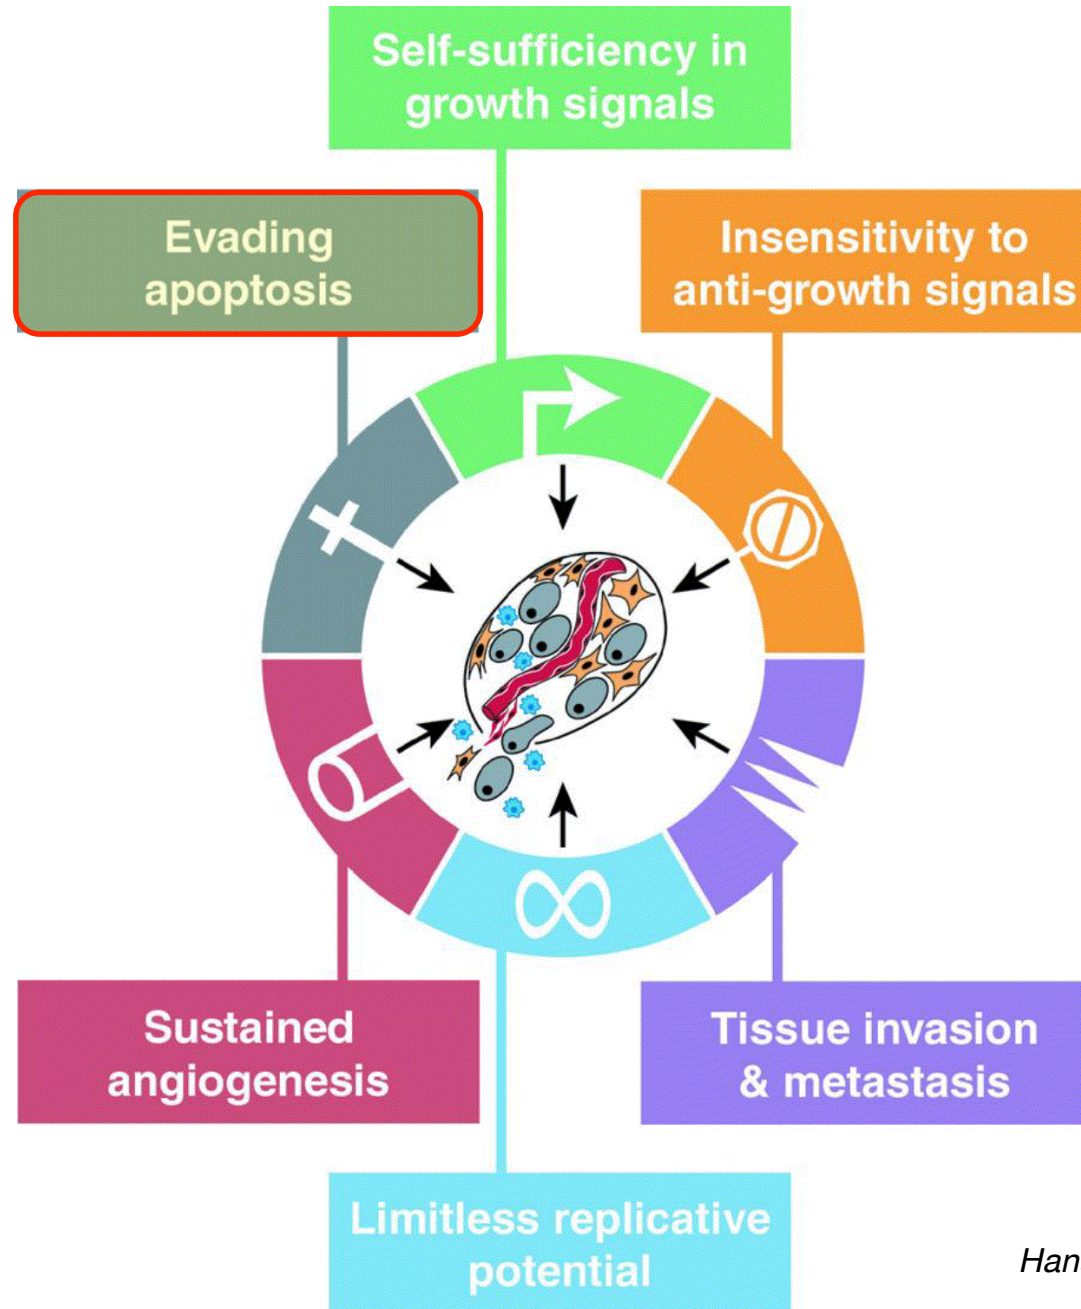 Self-sufficiency in
growth signals
Evading
apoptosis
Insensitivity to
anti-growth signals
Sustained
angiogenesis
Tissue invasion
& metastasis
Limitless replicative
potential
Han